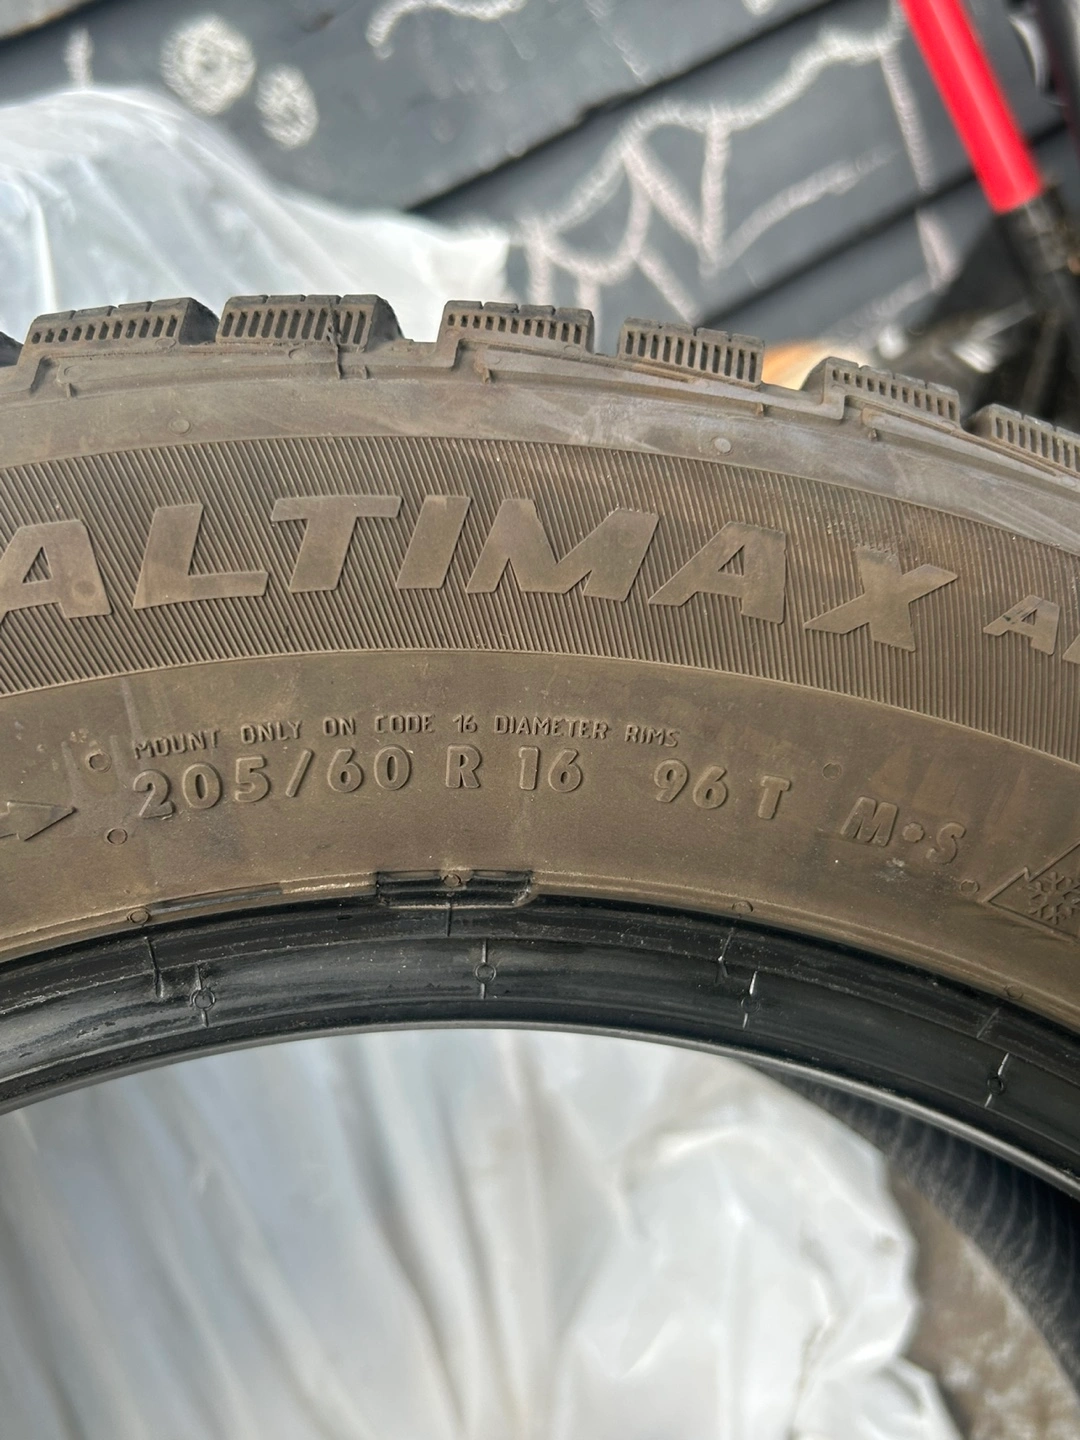 ALTIMAX
MOUNT ONLY ON CODE 16 DIAMETER RIMS
205/60 R 16 96 T M•S